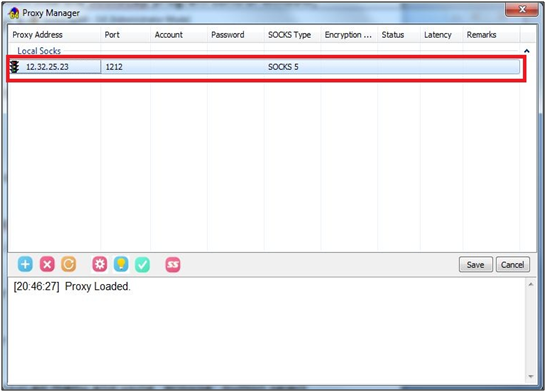 Proxy Manager
Proxy Address Port Account Password SOCKS Type Encryption ... Status Latency Remarks
Local Socks
12.32.25.23 1212 SOCKS 5
SS
Save Cancel
[20:46:27] Proxy Loaded.